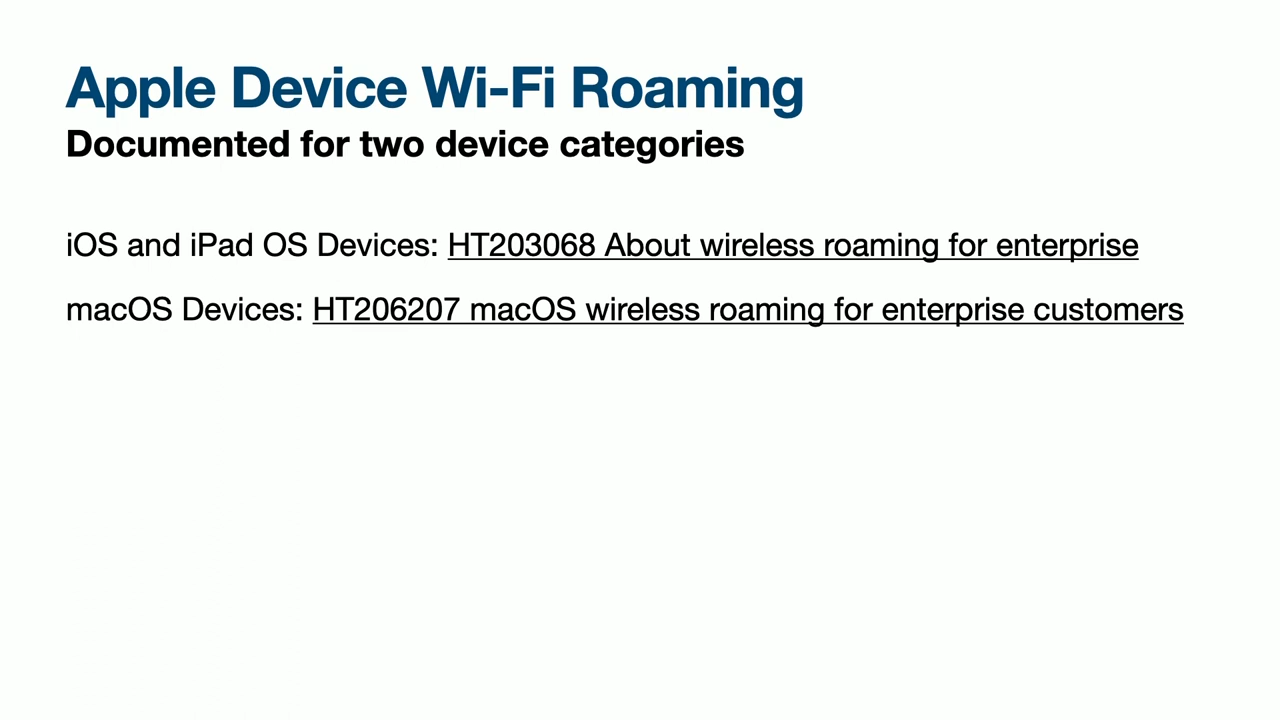 Apple Device Wi-Fi Roaming
Documented for two device categories
iOS and iPad OS Devices: HT203068 About wireless roaming for enterprise
macOS Devices: HT206207 macOS wireless roaming for enterprise customers